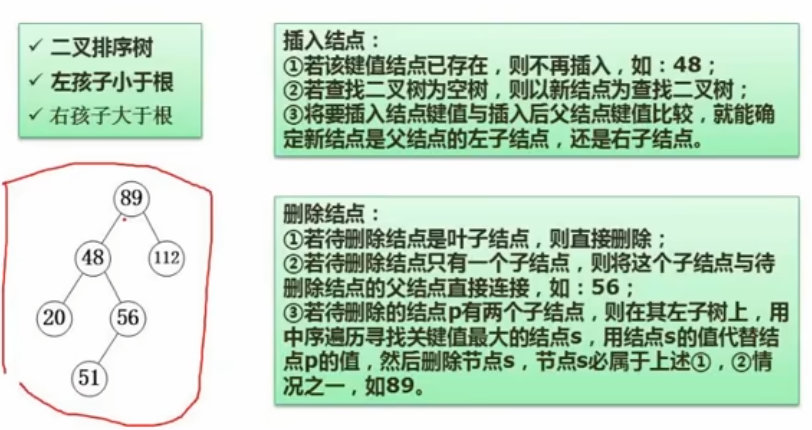 ✓ 二叉排序树
✓ 左孩子小于根
✓ 右孩子大于根
插入结点：
①若该键值结点已存在，则不再插入，如：48；
②若查找二叉树为空树，则以新结点为查找二叉树；
③将要插入结点键值与插入后父结点键值比较，就能确
定新结点是父结点的左子结点，还是右子结点。
89
48
112
20
56
51
删除结点：
①若待删除结点是叶子结点，则直接删除；
②若待删除结点只有一个子结点，则将这个子结点与待
删除结点的父结点直接连接，如：56；
③若待删除的结点p有两个子结点，则在其左子树上，用
中序遍历寻找关键值最大的结点s，用结点s的值代替结
点p的值，然后删除节点s，节点s必属于上述①，②情
况之一，如89。